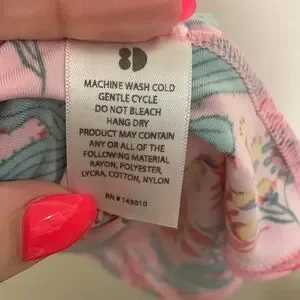 8D
MACHINE WASH COLD
GENTLE CYCLE
DO NOT BLEACH
HANG DRY
PRODUCT MAY CONTAIN
ANY OR ALL OF THE
FOLLOWING MATERIAL
RAYON, POLYESTER,
LYCRA, COTTON, NYLON
RN # 143010